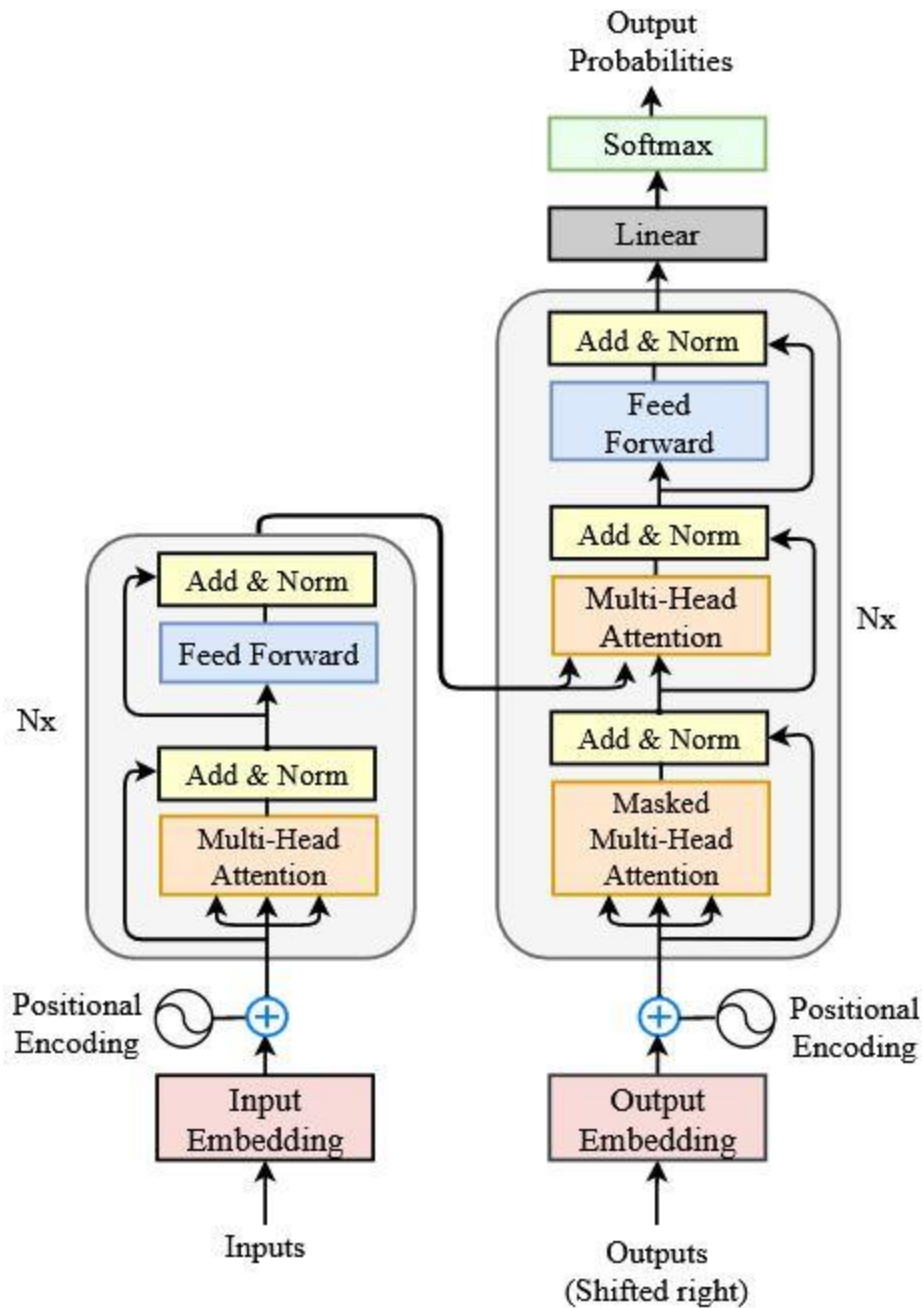 Output
Probabilities
Softmax
Linear
Add & Norm
Feed
Forward
Add & Norm
Multi-Head
Attention
Nx
Add & Norm
Masked
Multi-Head
Attention
Add & Norm
Feed Forward
Nx
Add & Norm
Multi-Head
Attention
Positional
Encoding
Positional
Encoding
Input
Embedding
Output
Embedding
Inputs
Outputs
(Shifted right)